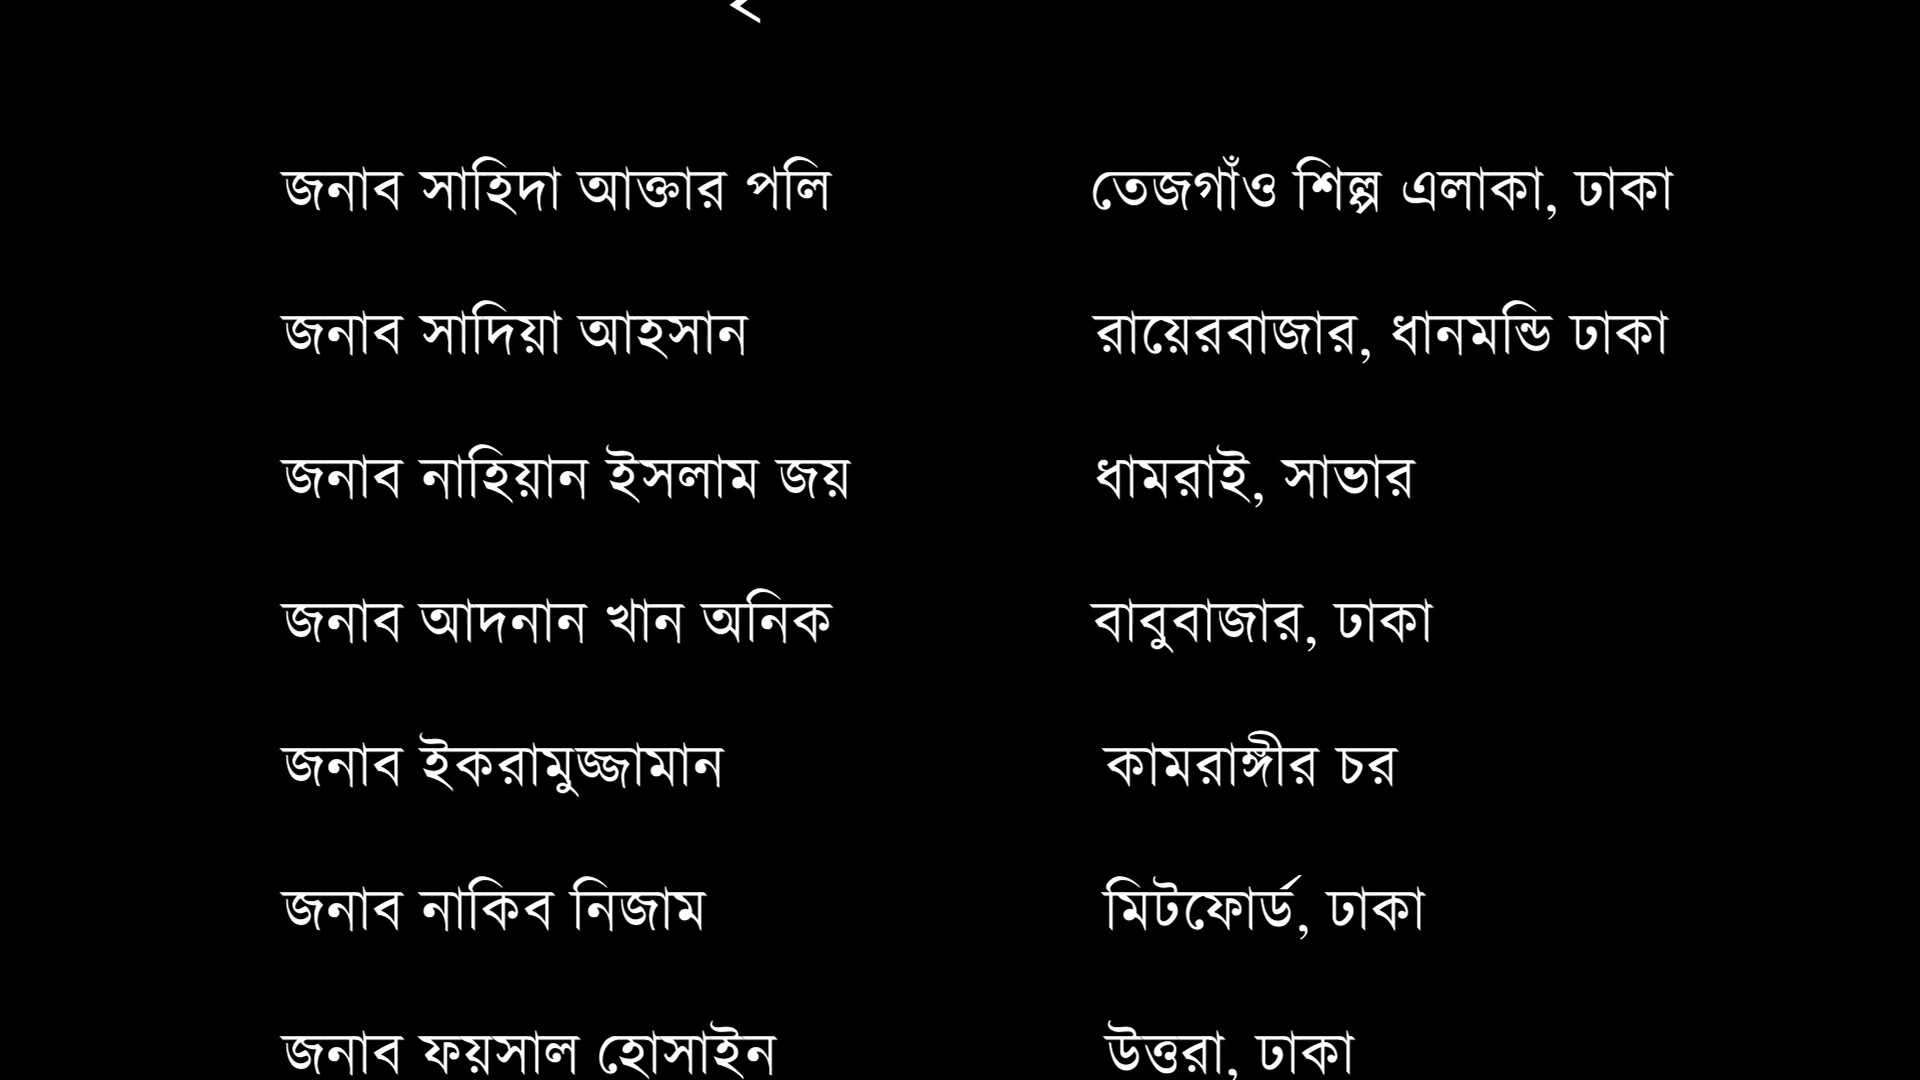 জনাব সাহিদা আক্তার পলি তেজগাঁও শিল্প এলাকা, ঢাকা
জনাব সাদিয়া আহসান রায়েরবাজার, ধানমন্ডি ঢাকা
জনাব নাহিয়ান ইসলাম জয় ধামরাই, সাভার
জনাব আদনান খান অনিক বাবুবাজার, ঢাকা
জনাব ইকরামুজ্জামান কামরাঙ্গীর চর
জনাব নাকিব নিজাম মিটফোর্ড, ঢাকা
জনাব ফয়সাল হোসাইন উত্তরা, ঢাকা